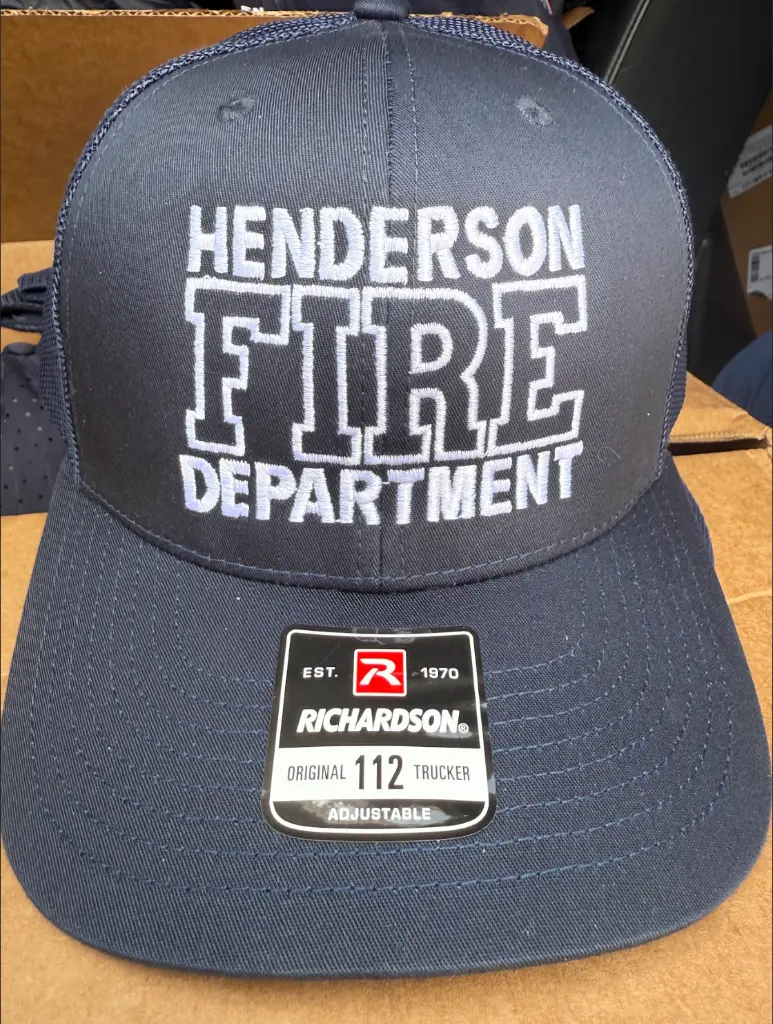 HENDERSON
FIRE
DEPARTMENT
EST. R 1970
RICHARDSON®
ORIGINAL 112 TRUCKER
ADJUSTABLE